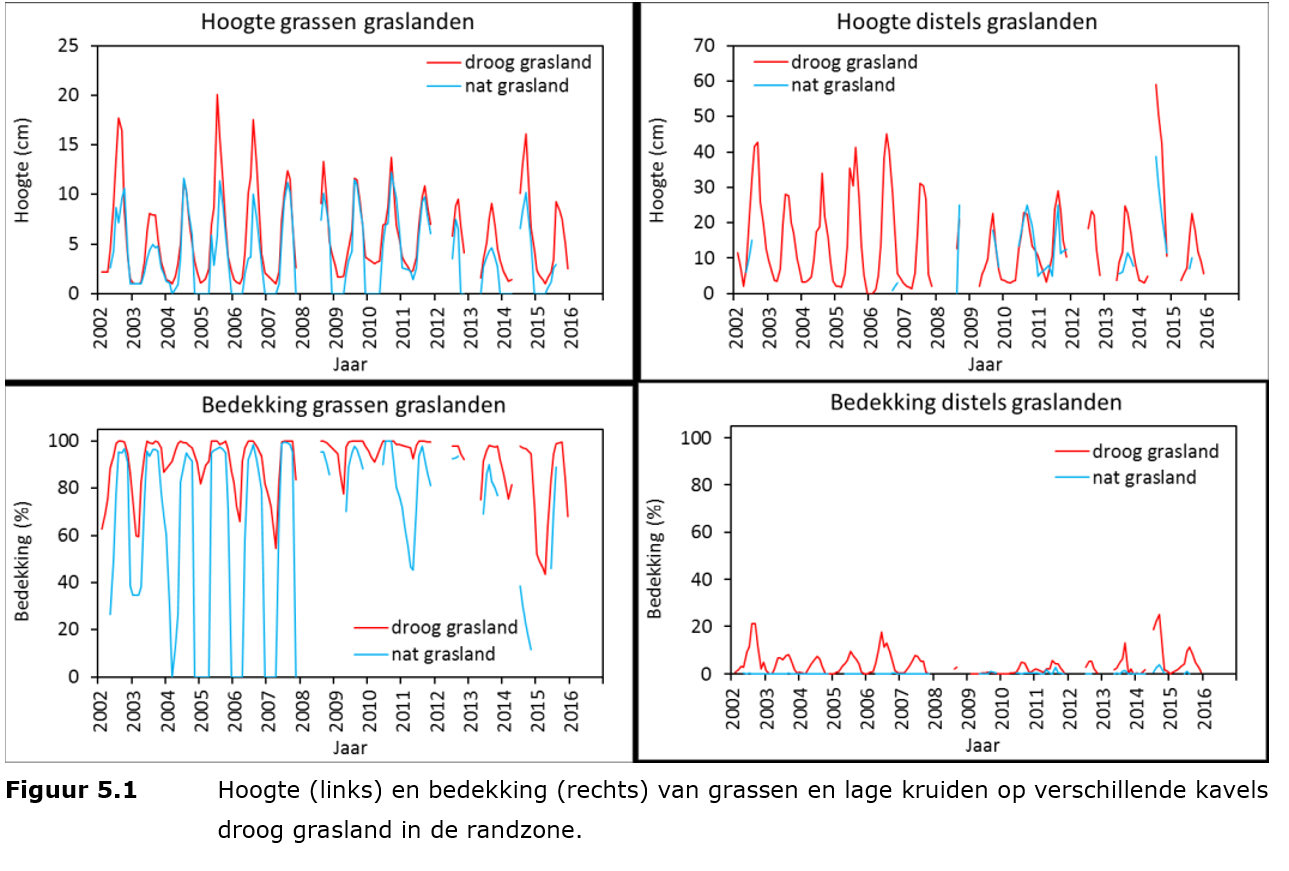 Hoogte grassen graslanden
25
20
15
10
5
0
Hoogte (cm)
droog grasland
nat grasland
2002 2003 2004 2005 2006 2007 2008 2009 2010 2011 2012 2013 2014 2015 2016
Jaar
Hoogte distels graslanden
70
60
50
40
30
20
10
0
Hoogte (cm)
droog grasland
nat grasland
2002 2003 2004 2005 2006 2007 2008 2009 2010 2011 2012 2013 2014 2015 2016
Jaar
Bedekking grassen graslanden
100
80
60
40
20
0
Bedekking (%)
droog grasland
nat grasland
2002 2003 2004 2005 2006 2007 2008 2009 2010 2011 2012 2013 2014 2015 2016
Jaar
Bedekking distels graslanden
100
80
60
40
20
0
Bedekking (%)
droog grasland
nat grasland
2002 2003 2004 2005 2006 2007 2008 2009 2010 2011 2012 2013 2014 2015 2016
Jaar
Figuur 5.1 Hoogte (links) en bedekking (rechts) van grassen en lage kruiden op verschillende kavels
droog grasland in de randzone.